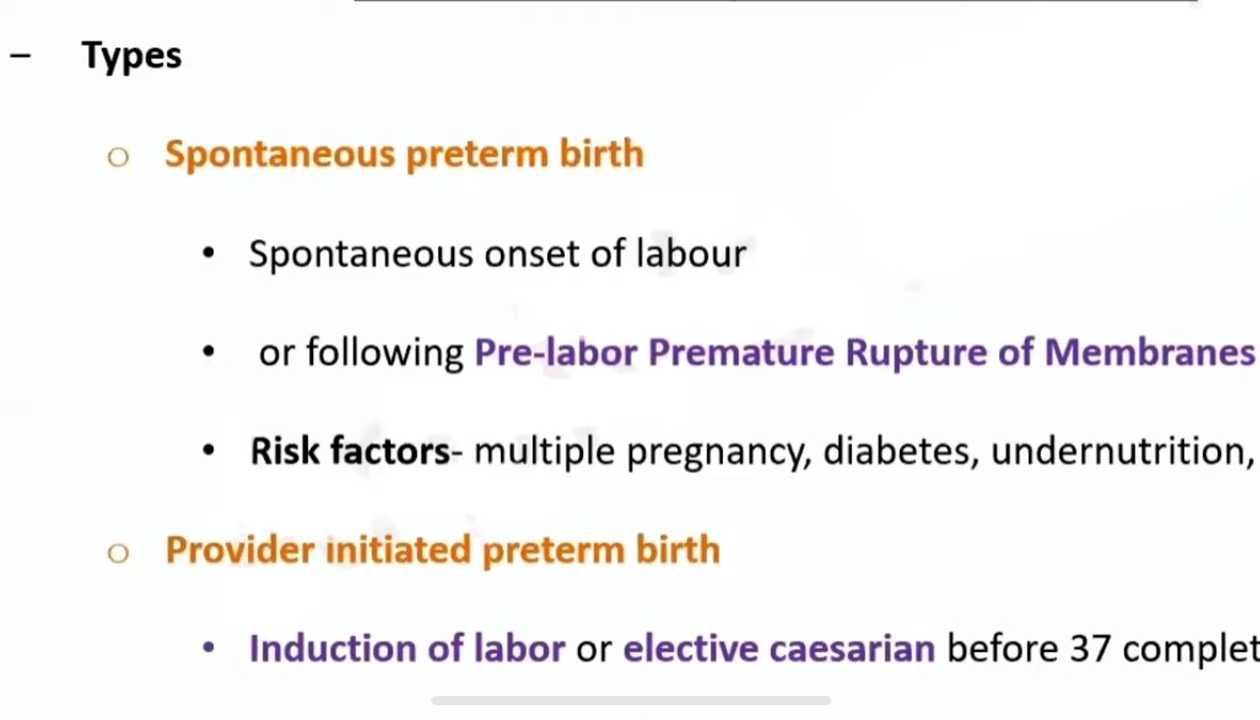 – Types
o Spontaneous preterm birth
• Spontaneous onset of labour
• or following Pre-labor Premature Rupture of Membranes
• Risk factors- multiple pregnancy, diabetes, undernutrition,
o Provider initiated preterm birth
• Induction of labor or elective caesarian before 37 complet